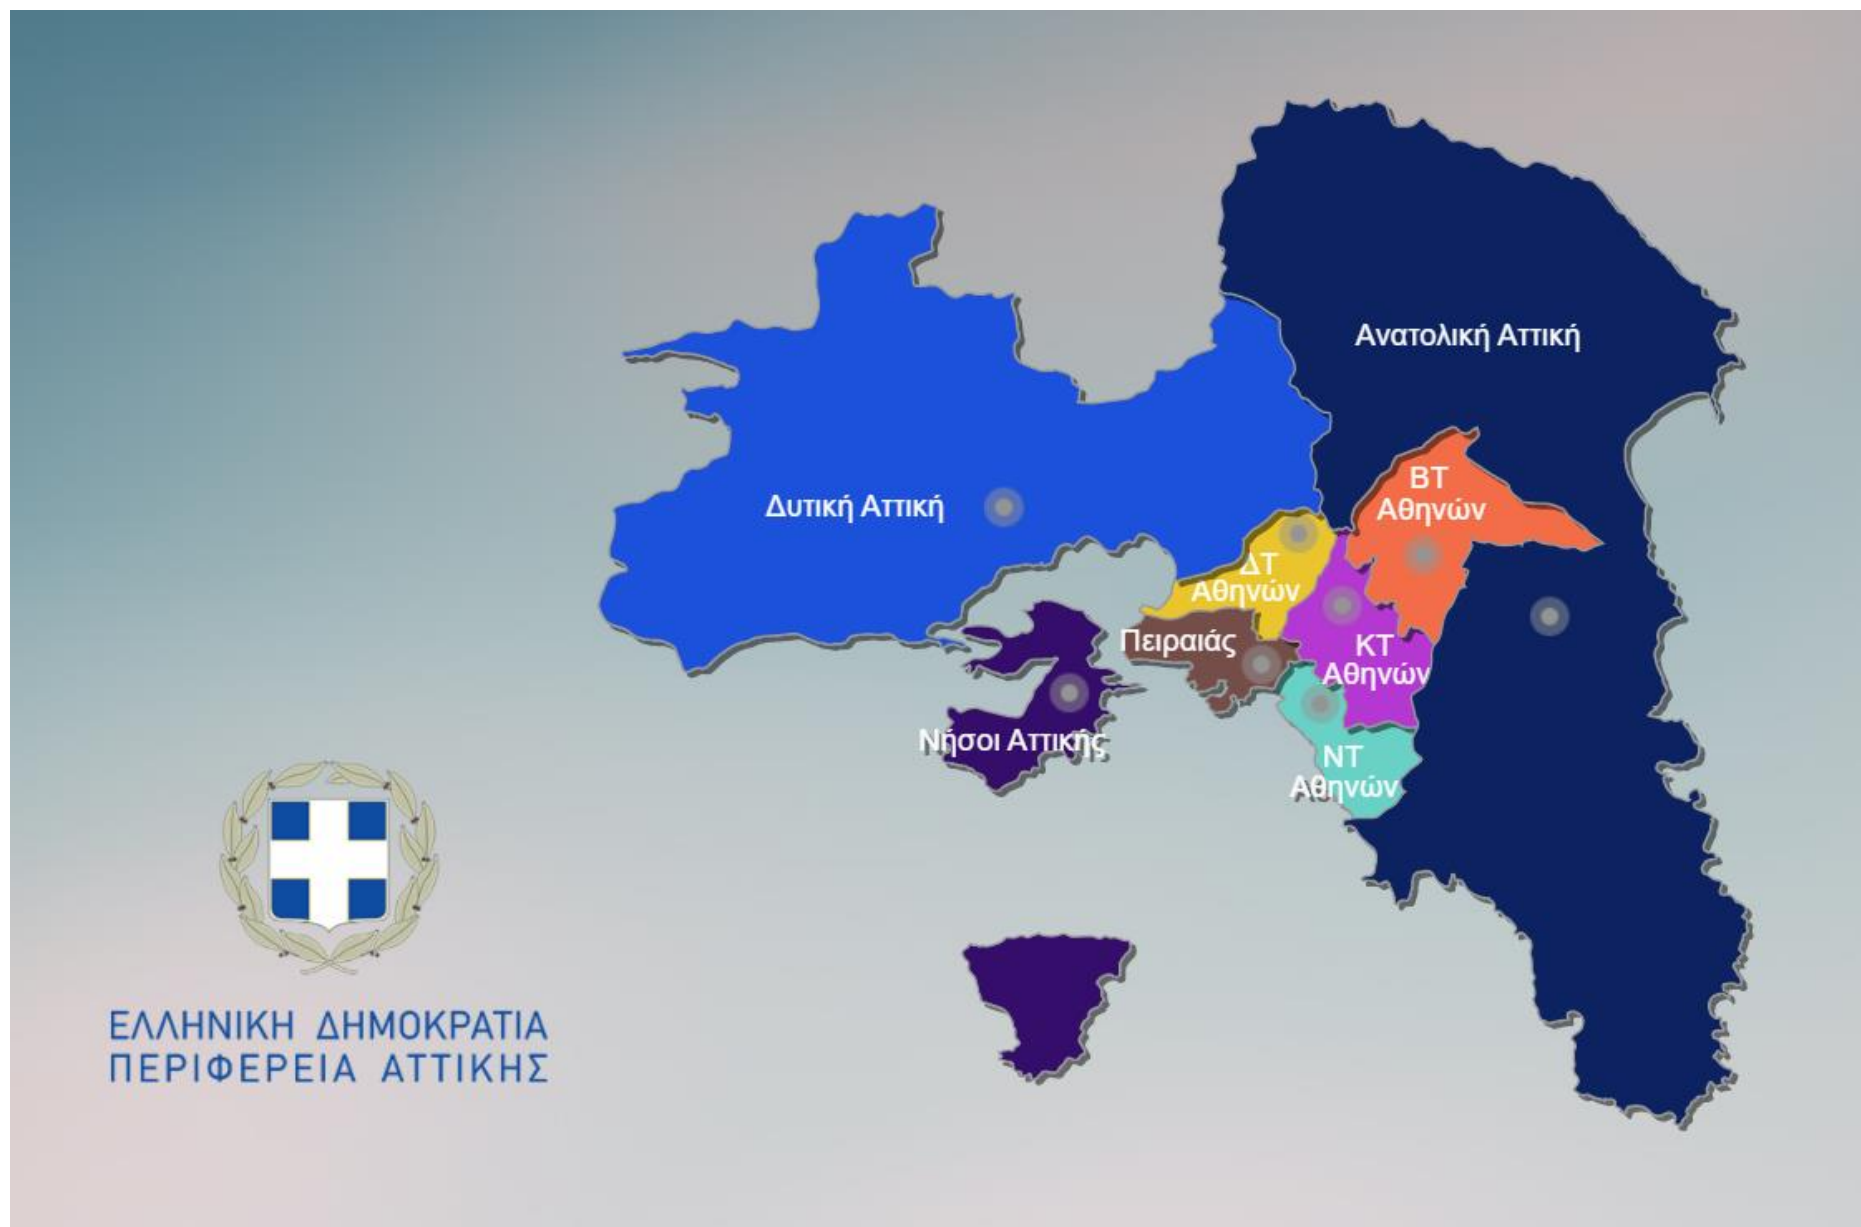 Ανατολική Αττική
ΒΤ
Αθηνών
Δυτική Αττική
ΔΤ
Αθηνών
Πειραιάς
ΚΤ
Αθηνών
Νήσοι Αττικής
ΝΤ
Αθηνών
ΕΛΛΗΝΙΚΗ ΔΗΜΟΚΡΑΤΙΑ
ΠΕΡΙΦΕΡΕΙΑ ΑΤΤΙΚΗΣ